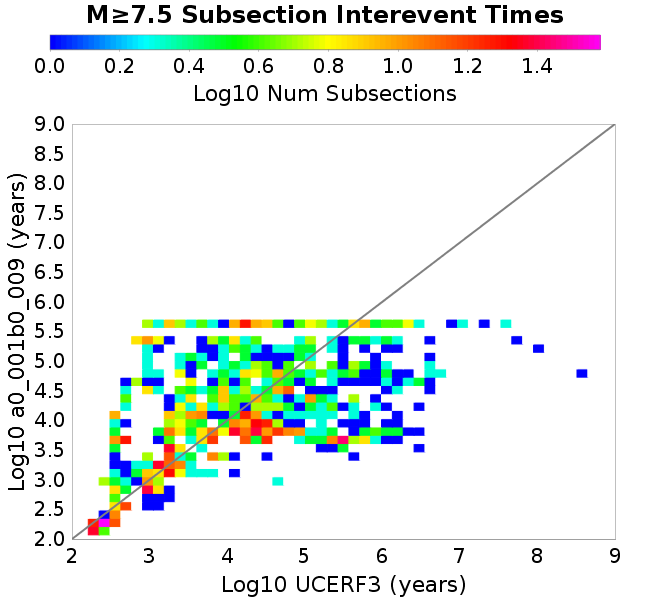 M≥7.5 Subsection Interevent Times
0.0 0.2 0.4 0.6 0.8 1.0 1.2 1.4
Log10 Num Subsections
9.0
8.5
8.0
7.5
7.0
6.5
6.0
5.5
5.0
4.5
4.0
3.5
3.0
2.5
2.0
Log10 a0_001b0_009 (years)
2 3 4 5 6 7 8 9
Log10 UCERF3 (years)